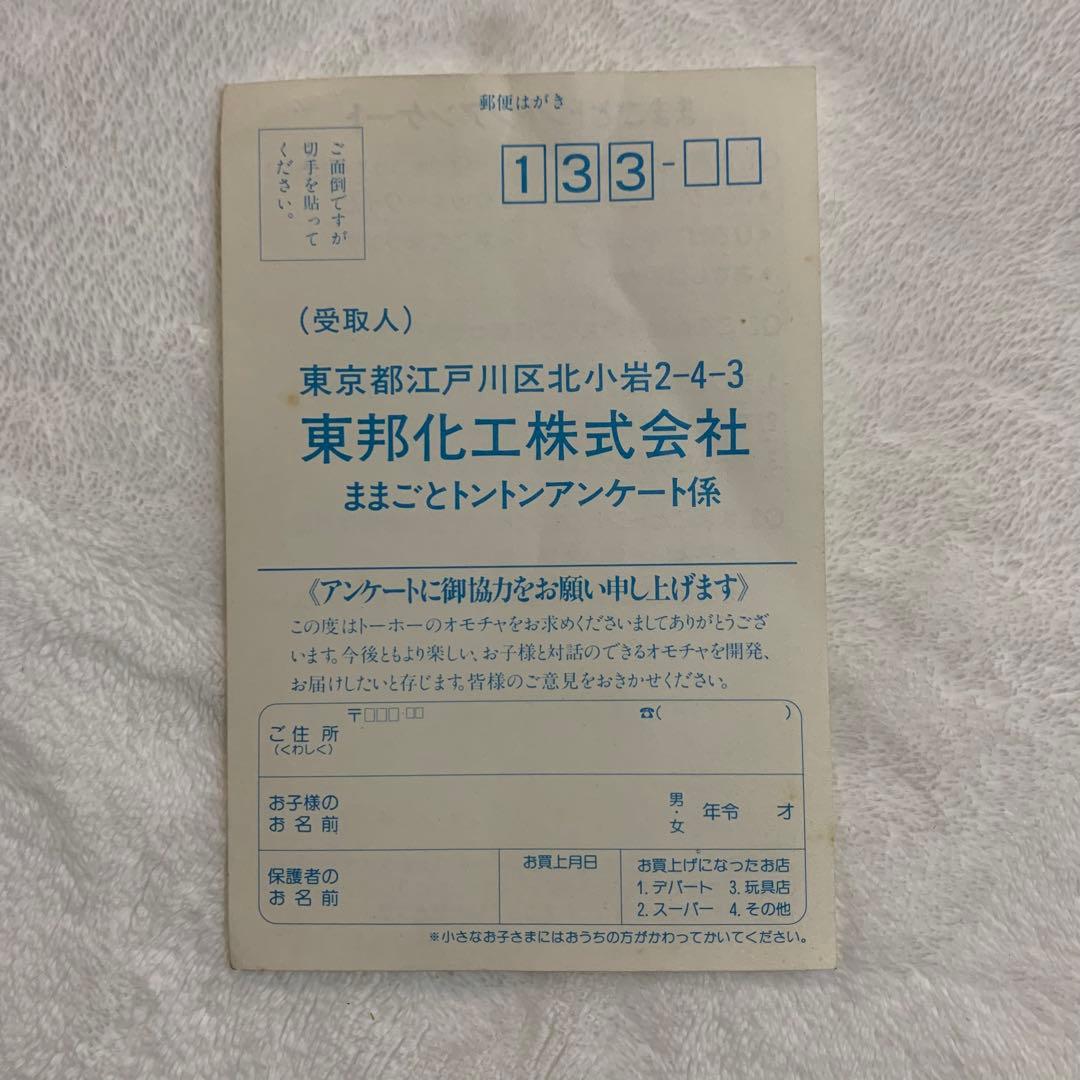 郵便はがき
ご面倒ですが
切手を貼って
ください。
133-□□
(受取人)
東京都江戸川区北小岩2-4-3
東邦化工株式会社
ままごとトントンアンケート係
《アンケートに御協力をお願い申し上げます》
この度はトーホーのオモチャをお求めくださいましてありがとうござ
います。今後ともより楽しい、お子様と対話のできるオモチャを開発、
お届けしたいと存じます。皆様のご意見をおきかせください。
ご住所
(くわしく)
〒□□□-□□
☎( )
お子様の
お名前
男・女
年令 才
保護者の
お名前
お買上月日
お買上げになったお店
1.デパート 3.玩具店
2.スーパー 4.その他
※小さなお子さまにはおうちの方がかわってかいてください。